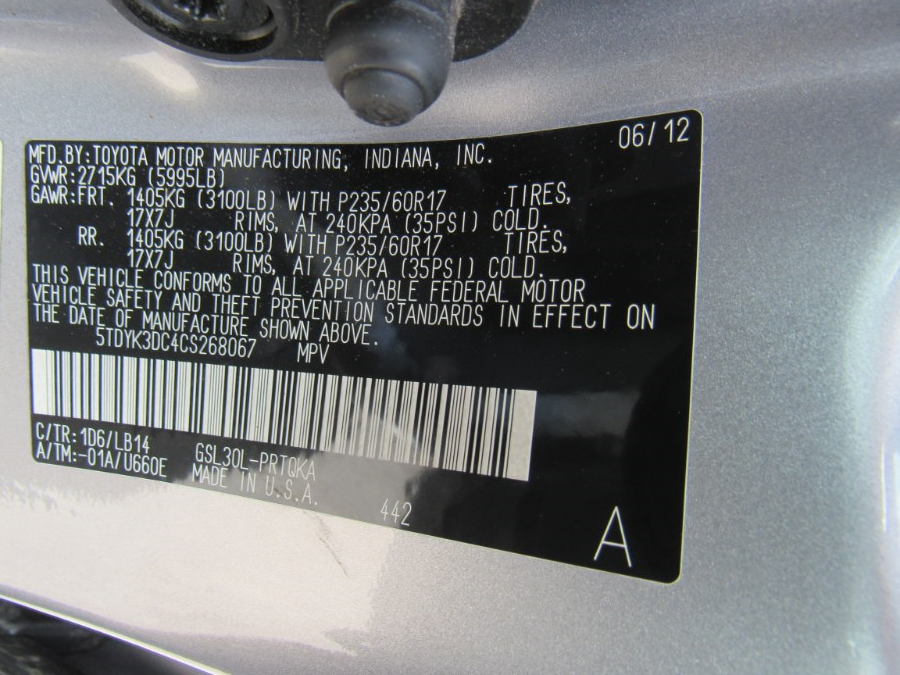 06/12
MFD.BY:TOYOTA MOTOR MANUFACTURING, INDIANA, INC.
GVWR:2715KG (5995LB)
GAWR:FRT. 1405KG (3100LB) WITH P235/60R17 TIRES,
17X7J RIMS, AT 240KPA (35PSI) COLD.
RR. 1405KG (3100LB) WITH P235/60R17 TIRES,
17X7J RIMS, AT 240KPA (35PSI) COLD.
THIS VEHICLE CONFORMS TO ALL APPLICABLE FEDERAL MOTOR
VEHICLE SAFETY AND THEFT PREVENTION STANDARDS IN EFFECT ON
THE DATE OF MANUFACTURE SHOWN ABOVE.
5TDYK3DC4CS268067 MPV
C/TR:1D6/LB14
A/TM:-01A/U660E
GSL30L-PRTQKA
MADE IN U.S.A.
442
A